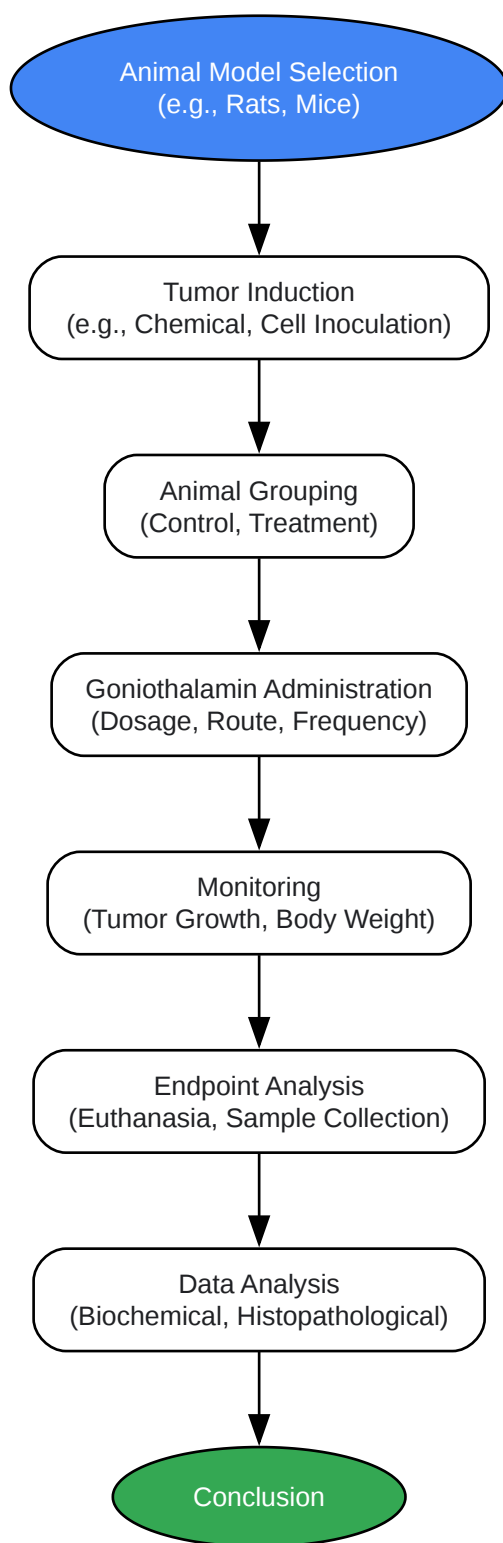 Animal Model Selection
(e.g., Rats, Mice)
Tumor Induction
(e.g., Chemical, Cell Inoculation)
Animal Grouping
(Control, Treatment)
Goniothalamin Administration
(Dosage, Route, Frequency)
Monitoring
(Tumor Growth, Body Weight)
Endpoint Analysis
(Euthanasia, Sample Collection)
Data Analysis
(Biochemical, Histopathological)
Conclusion